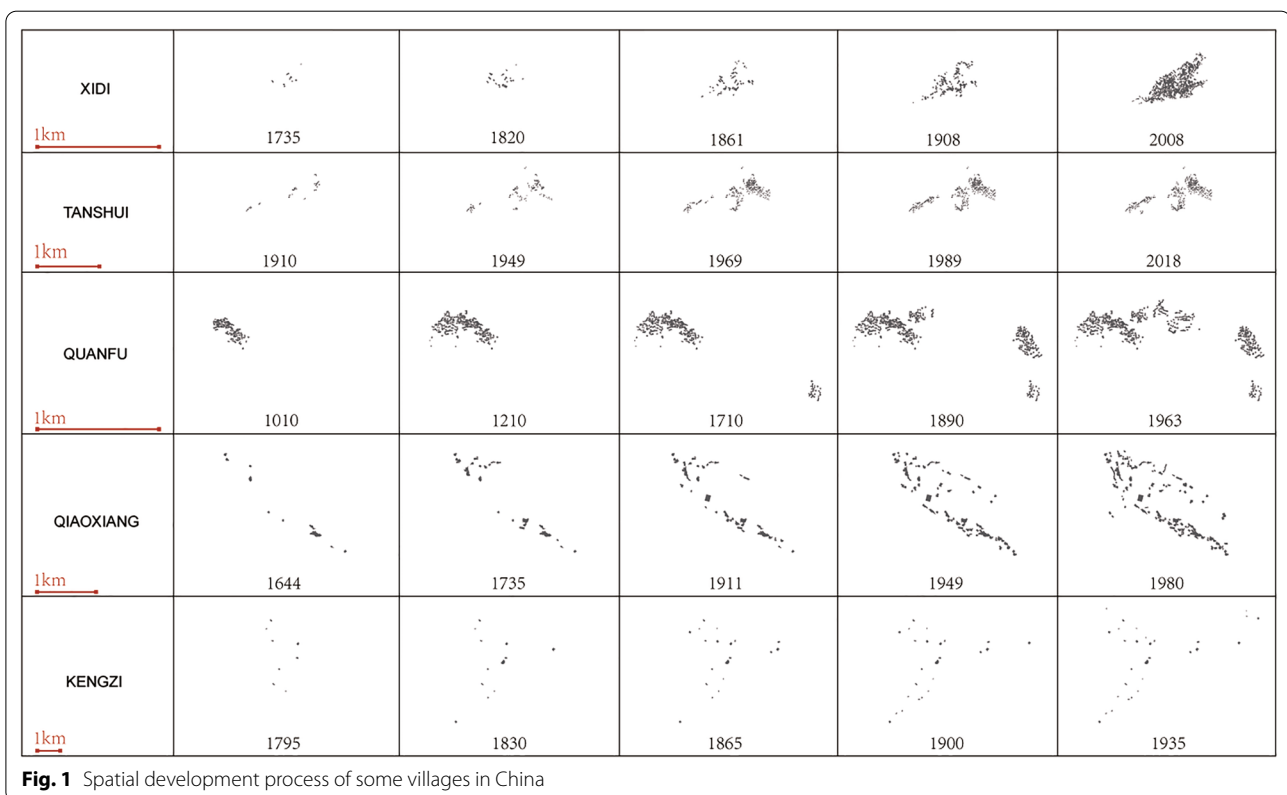 XIDI
1km
1735
1820
1861
1908
2008
TANSHUI
1km
1910
1949
1969
1989
2018
QUANFU
1km
1010
1210
1710
1890
1963
QIAOXIANG
1km
1644
1735
1911
1949
1980
KENGZI
1km
1795
1830
1865
1900
1935
Fig. 1 Spatial development process of some villages in China